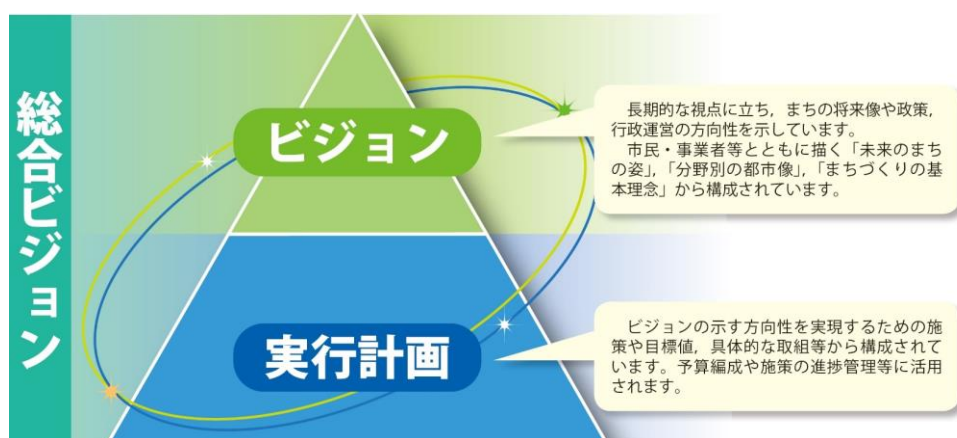 総合ビジョン
ビジョン
長期的な視点に立ち，まちの将来像や政策，
行政運営の方向性を示しています。
市民・事業者等とともに描く「未来のまち
の姿」，「分野別の都市像」，「まちづくりの基
本理念」から構成されています。
実行計画
ビジョンの示す方向性を実現するための施
策や目標値，具体的な取組等から構成されて
います。予算編成や施策の進捗管理等に活用
されます。